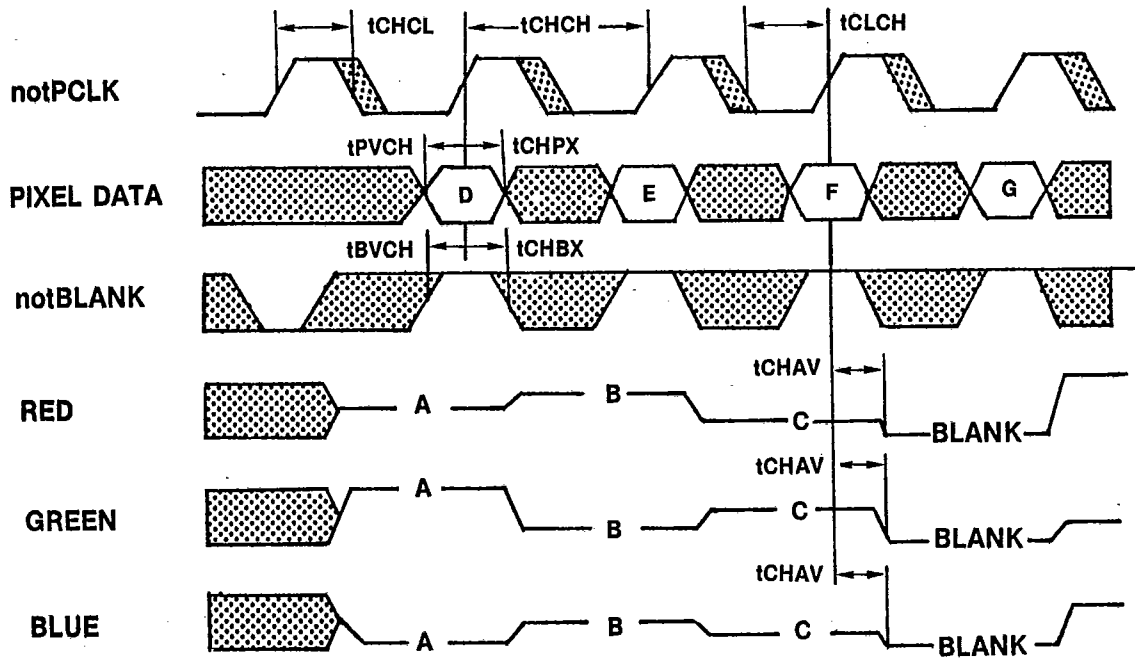 tCHCL tCHCH tCLCH
notPCLK
tPVCH tCHPX
PIXEL DATA D E F G
tBVCH tCHBX
notBLANK
tCHAV
RED A B C BLANK
tCHAV
GREEN A B C BLANK
tCHAV
BLUE A B C BLANK